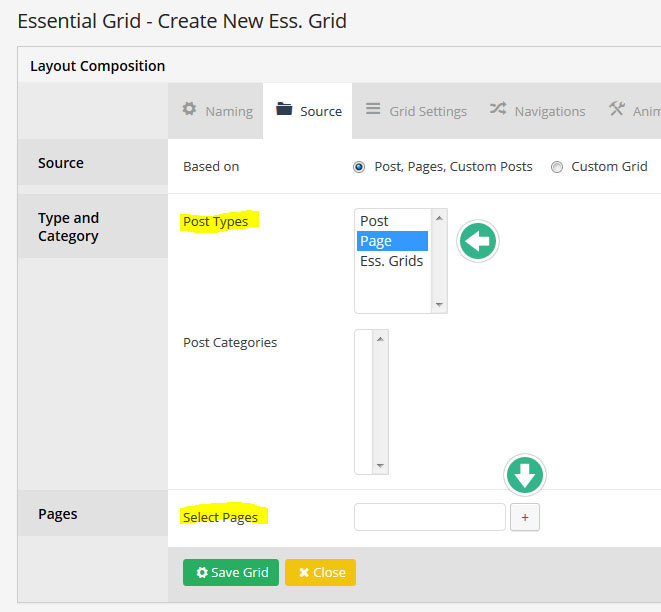 Essential Grid - Create New Ess. Grid
Layout Composition
Naming
Source
Grid Settings
Navigations
Anim
Source
Based on
Post, Pages, Custom Posts
Custom Grid
Type and
Category
Post Types
Post
Page
Ess. Grids
Post Categories
Pages
Select Pages
+
Save Grid
Close